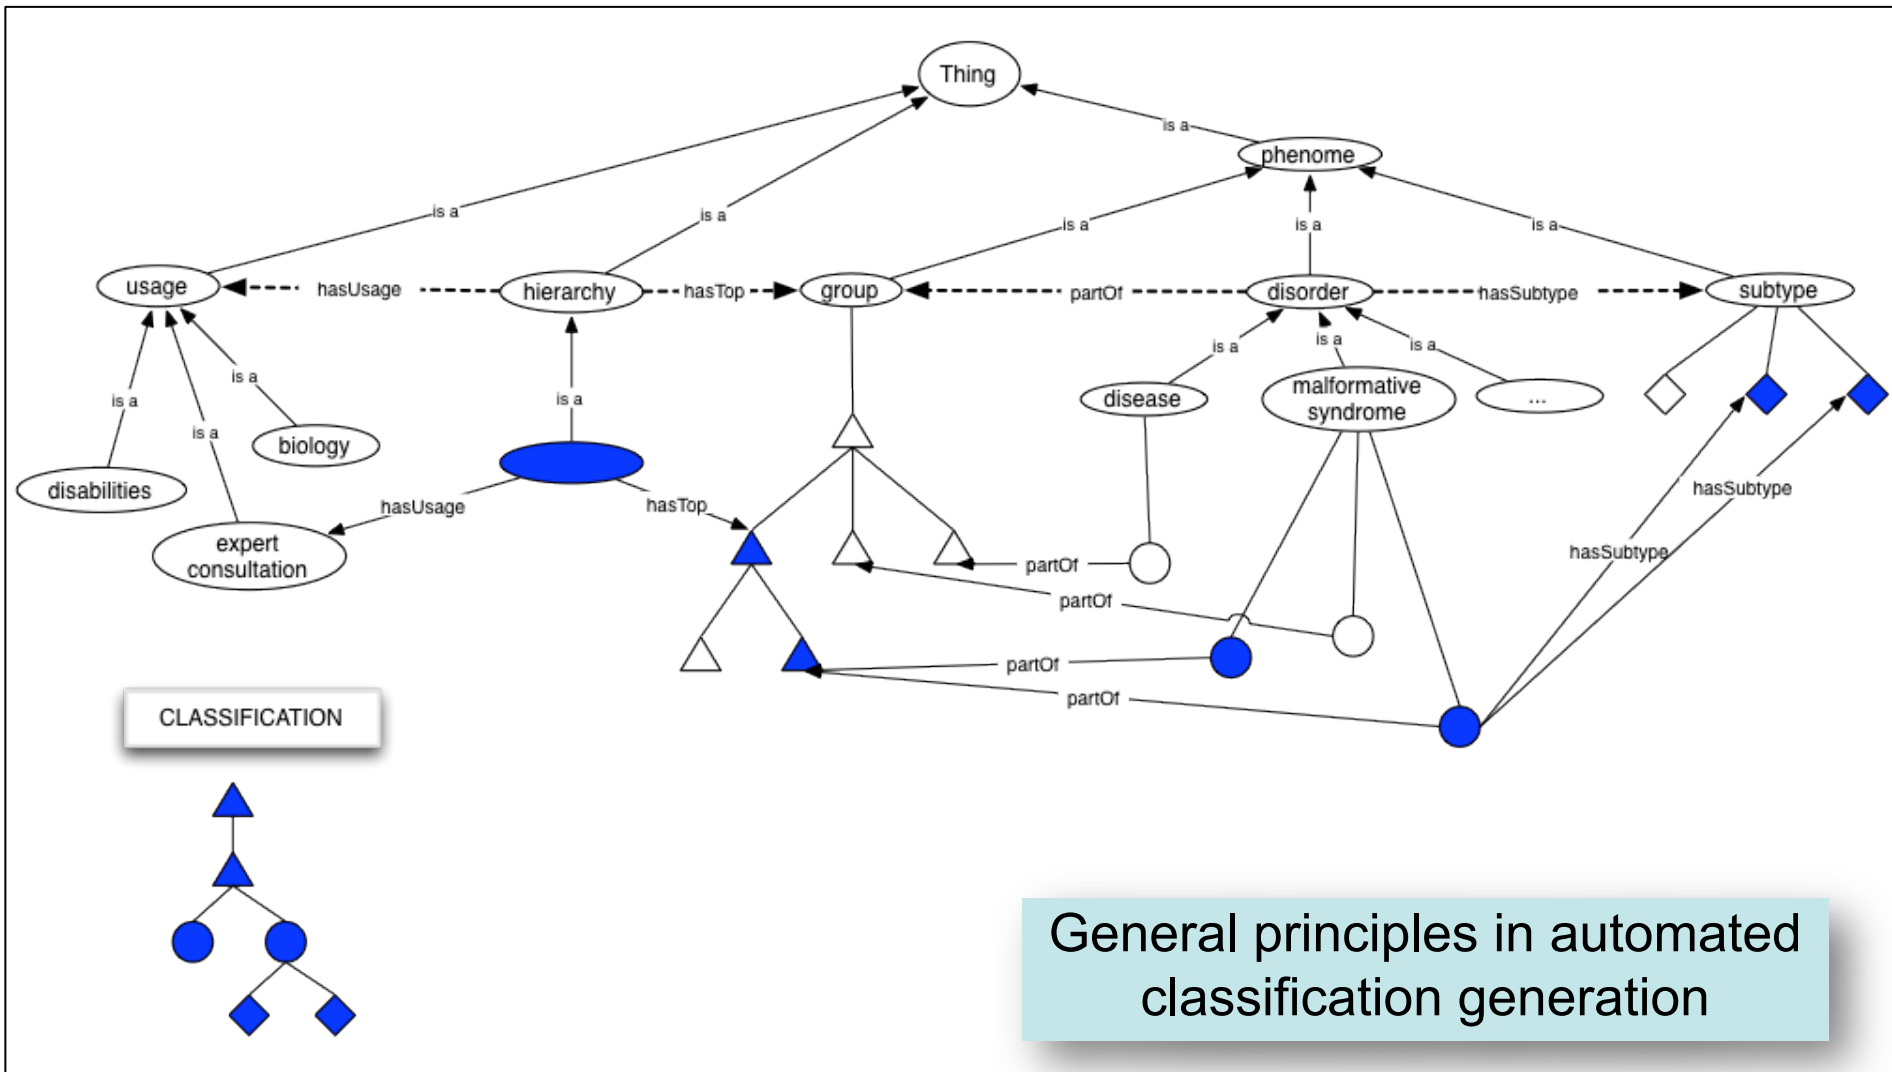 Thing
is a
phenome
is a
is a
is a
is a
is a
usage
hasUsage
hierarchy
hasTop
group
partOf
disorder
hasSubtype
subtype
is a
is a
is a
is a
is a
is a
is a
disease
malformative
syndrome
...
biology
disabilities
hasUsage
hasTop
hasSubtype
expert
consultation
hasSubtype
partOf
partOf
partOf
partOf
CLASSIFICATION
General principles in automated
classification generation